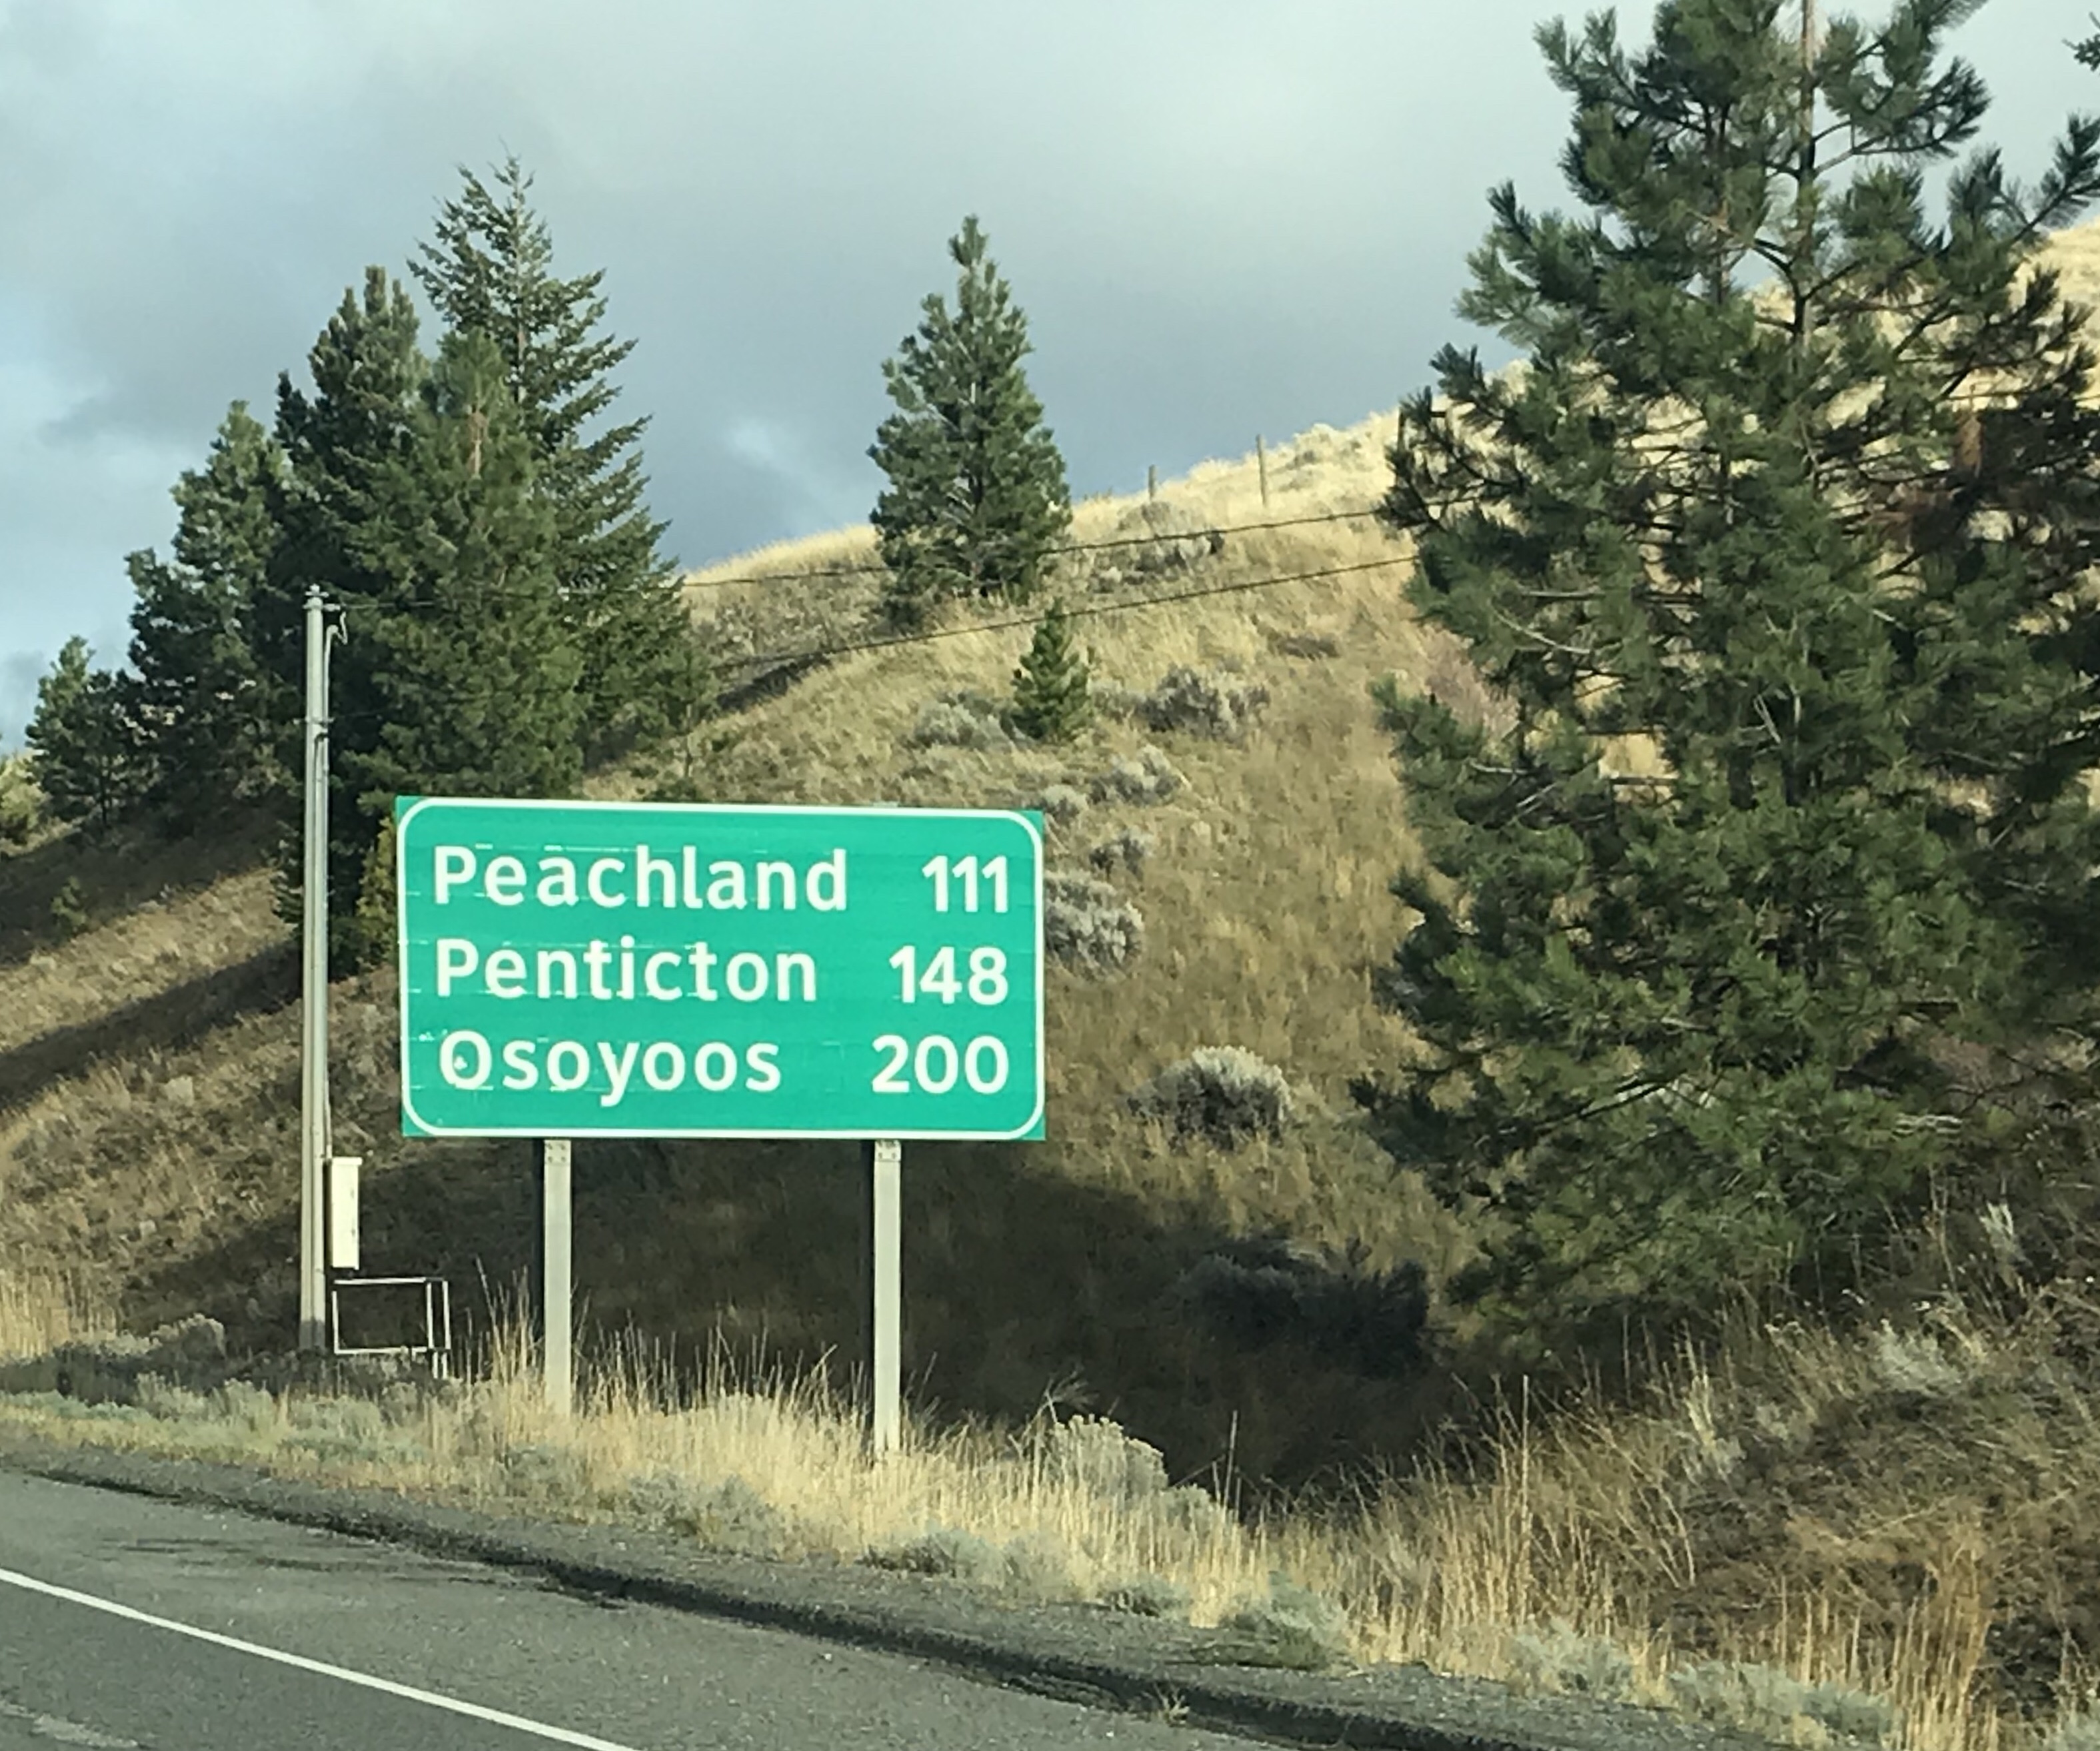 Peachland 111
Penticton 148
Osoyoos 200